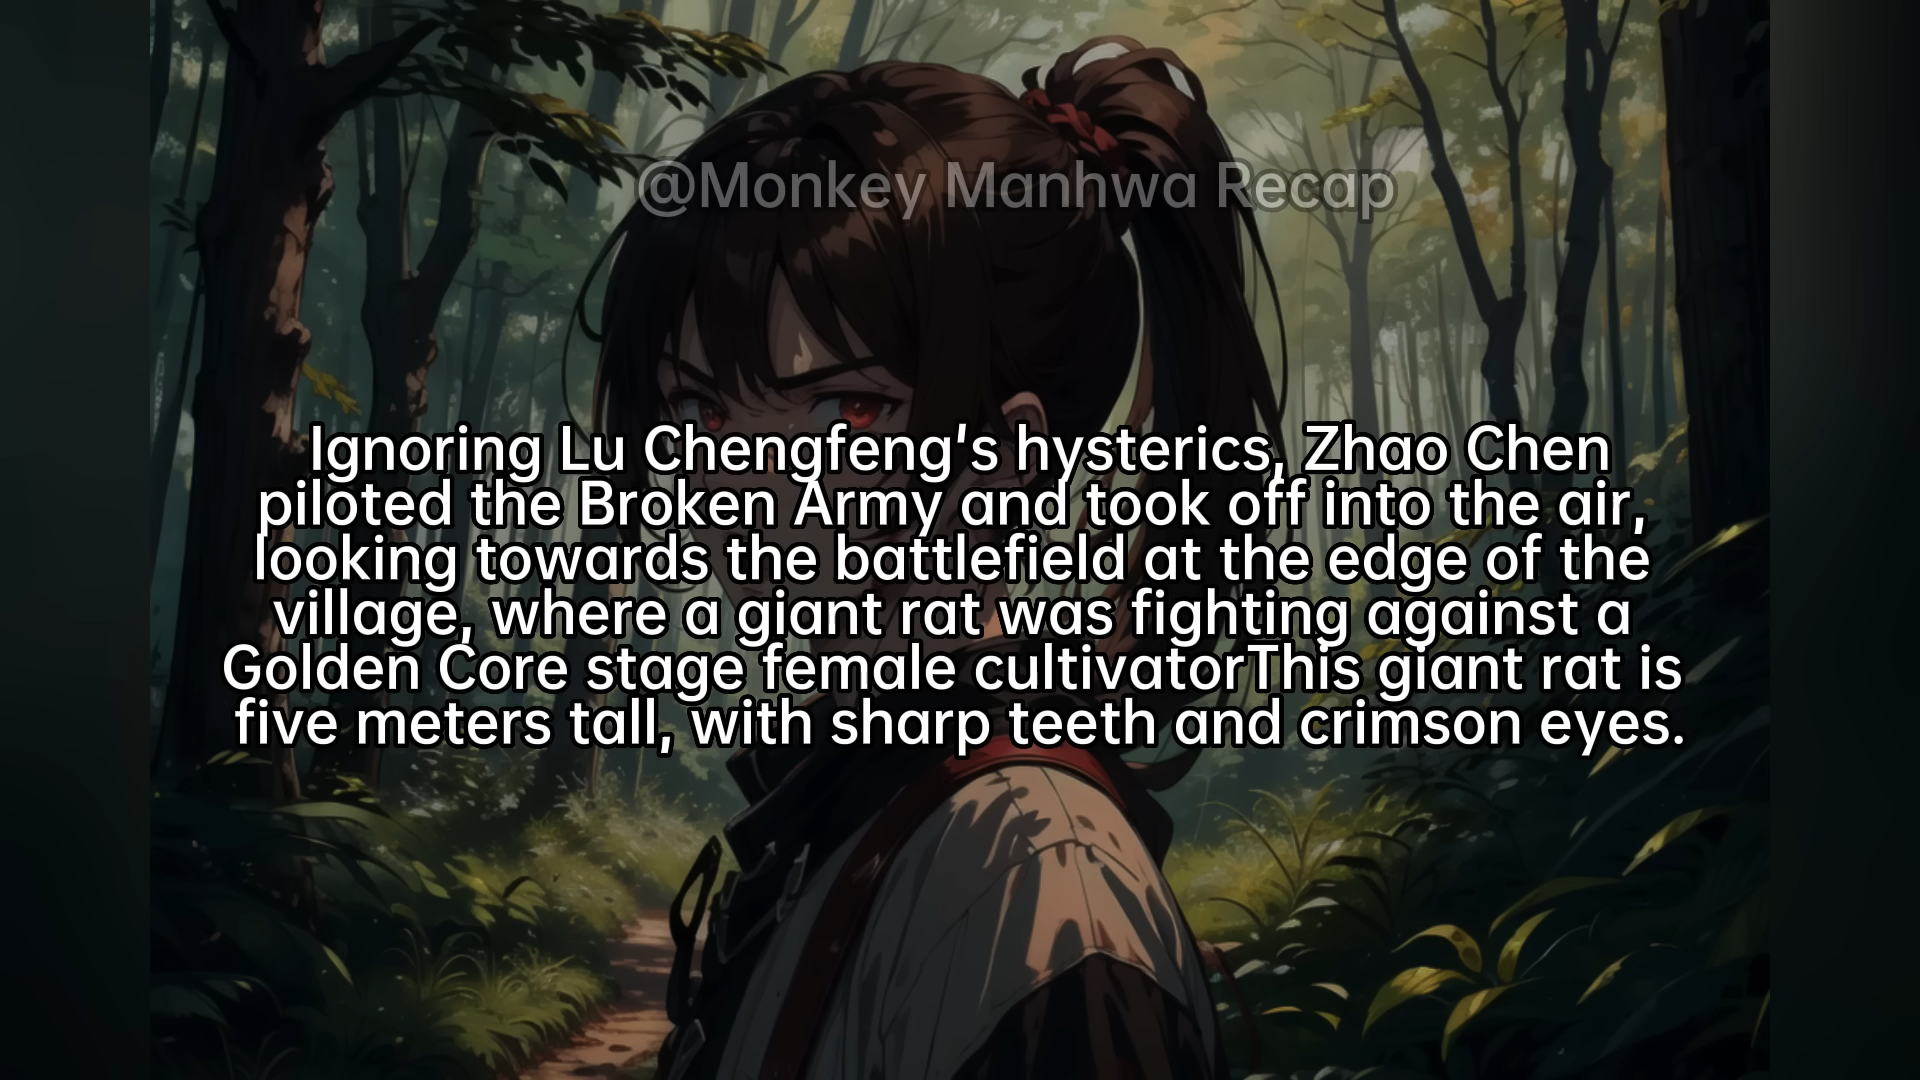 @Monkey Manhwa Recap
Ignoring Lu Chengfeng's hysterics, Zhao Chen
piloted the Broken Army and took off into the air,
looking towards the battlefield at the edge of the
village, where a giant rat was fighting against a
Golden Core stage female cultivatorThis giant rat is
five meters tall, with sharp teeth and crimson eyes.